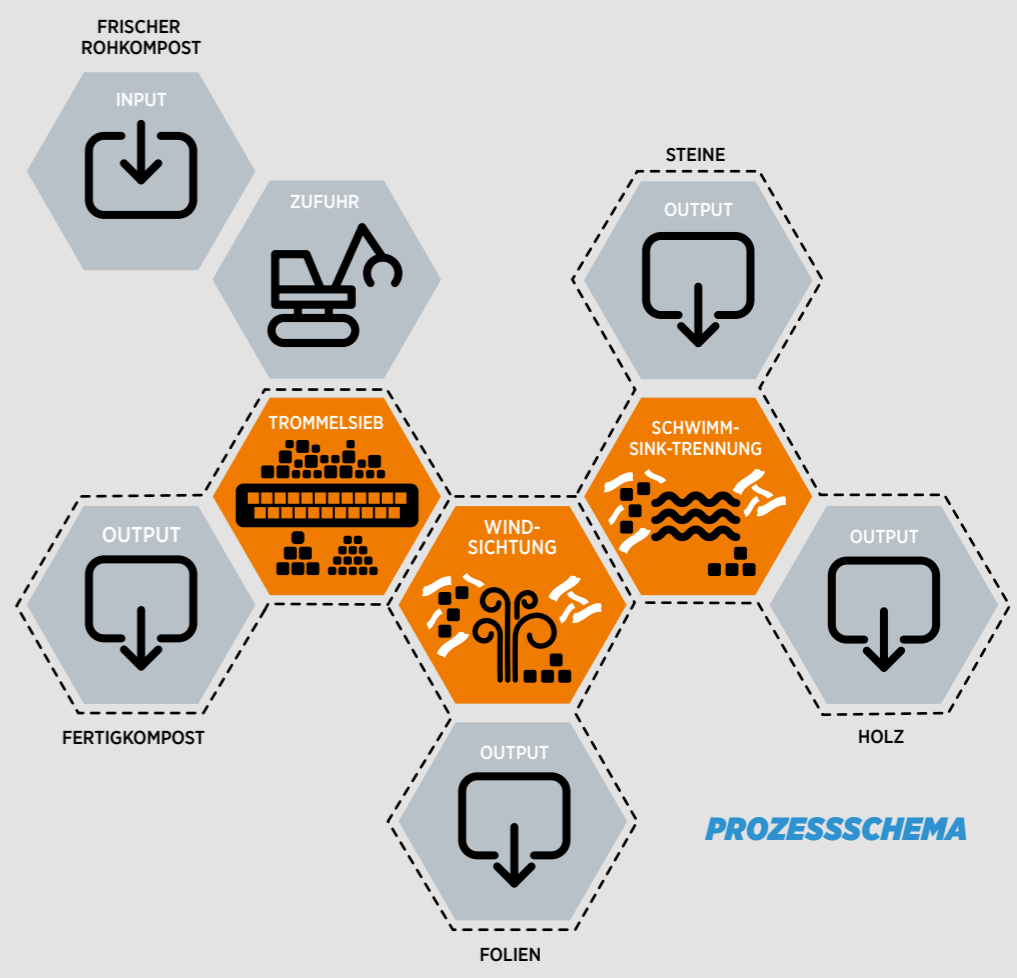 FRISCHER
ROHKOMPOST
INPUT
ZUFUHR
STEINE
OUTPUT
TROMMELSIEB
SCHWIMM-
SINK-TRENNUNG
OUTPUT
FERTIGKOMPOST
WIND-
SICHTUNG
OUTPUT
HOLZ
OUTPUT
FOLIEN
PROZESSSCHEMA